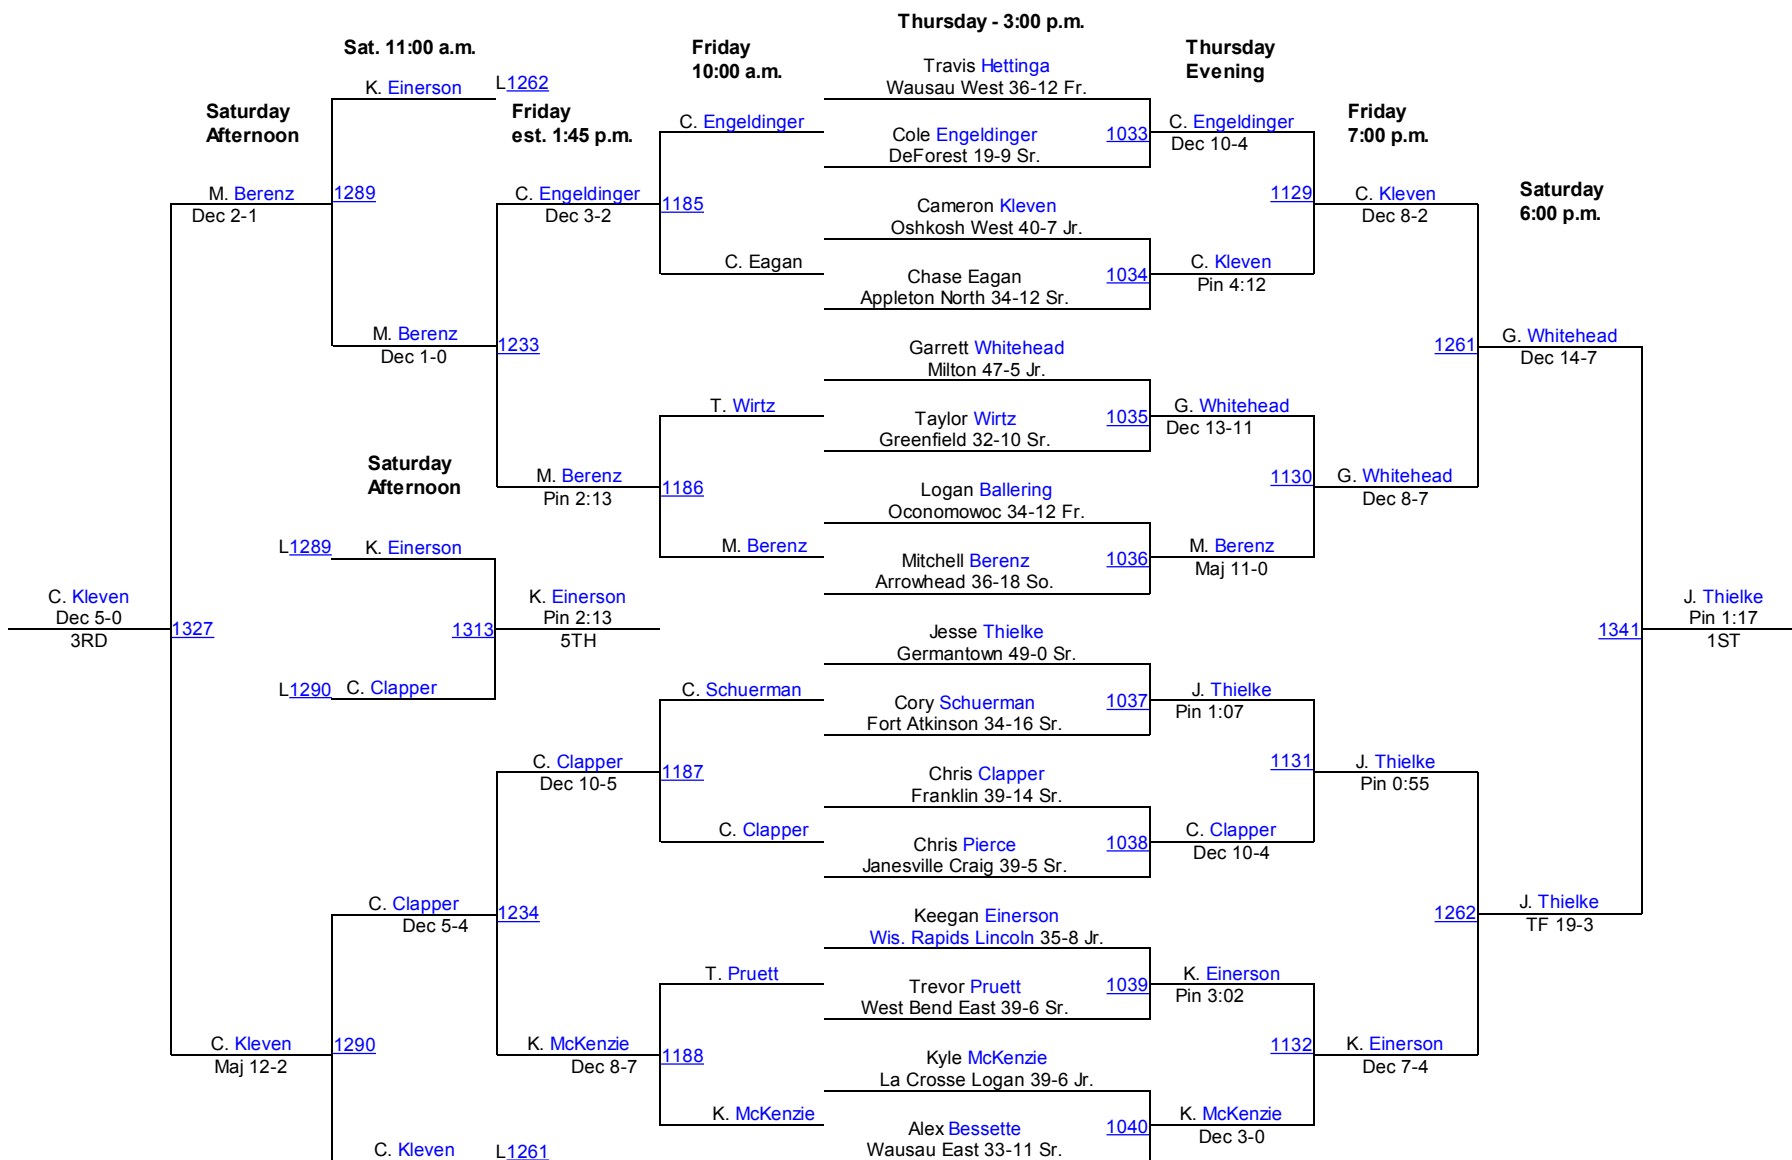 Thursday - 3:00 p.m.
Sat. 11:00 a.m.
Friday
10:00 a.m.
Thursday
Evening
Travis Hettinga
Wausau West 36-12 Fr.
K. Einerson
L1262
Saturday
Afternoon
Friday
est. 1:45 p.m.
C. Engeldinger
Cole Engeldinger
DeForest 19-9 Sr.
1033
C. Engeldinger
Dec 10-4
Friday
7:00 p.m.
M. Berenz
Dec 2-1
1289
C. Engeldinger
Dec 3-2
1185
Cameron Kleven
Oshkosh West 40-7 Jr.
1129
C. Kleven
Dec 8-2
Saturday
6:00 p.m.
C. Eagan
Chase Eagan
Appleton North 34-12 Sr.
1034
C. Kleven
Pin 4:12
M. Berenz
Dec 1-0
1233
Garrett Whitehead
Milton 47-5 Jr.
1261
G. Whitehead
Dec 14-7
T. Wirtz
Taylor Wirtz
Greenfield 32-10 Sr.
1035
G. Whitehead
Dec 13-11
Saturday
Afternoon
M. Berenz
Pin 2:13
1186
Logan Ballering
Oconomowoc 34-12 Fr.
1130
G. Whitehead
Dec 8-7
L1289
K. Einerson
M. Berenz
Mitchell Berenz
Arrowhead 36-18 So.
1036
M. Berenz
Maj 11-0
C. Kleven
Dec 5-0
3RD
1327
1313
K. Einerson
Pin 2:13
5TH
Jesse Thielke
Germantown 49-0 Sr.
1341
J. Thielke
Pin 1:17
1ST
L1290
C. Clapper
C. Schuerman
Cory Schuerman
Fort Atkinson 34-16 Sr.
1037
J. Thielke
Pin 1:07
C. Clapper
Dec 10-5
1187
Chris Clapper
Franklin 39-14 Sr.
1131
J. Thielke
Pin 0:55
C. Clapper
Chris Pierce
Janesville Craig 39-5 Sr.
1038
C. Clapper
Dec 10-4
C. Clapper
Dec 5-4
1234
Keegan Einerson
Wis. Rapids Lincoln 35-8 Jr.
1262
J. Thielke
TF 19-3
T. Pruett
Trevor Pruett
West Bend East 39-6 Sr.
1039
K. Einerson
Pin 3:02
C. Kleven
Maj 12-2
1290
K. McKenzie
Dec 8-7
1188
Kyle McKenzie
La Crosse Logan 39-6 Jr.
1132
K. Einerson
Dec 7-4
K. McKenzie
Alex Bessette
Wausau East 33-11 Sr.
1040
K. McKenzie
Dec 3-0
C. Kleven
L1261